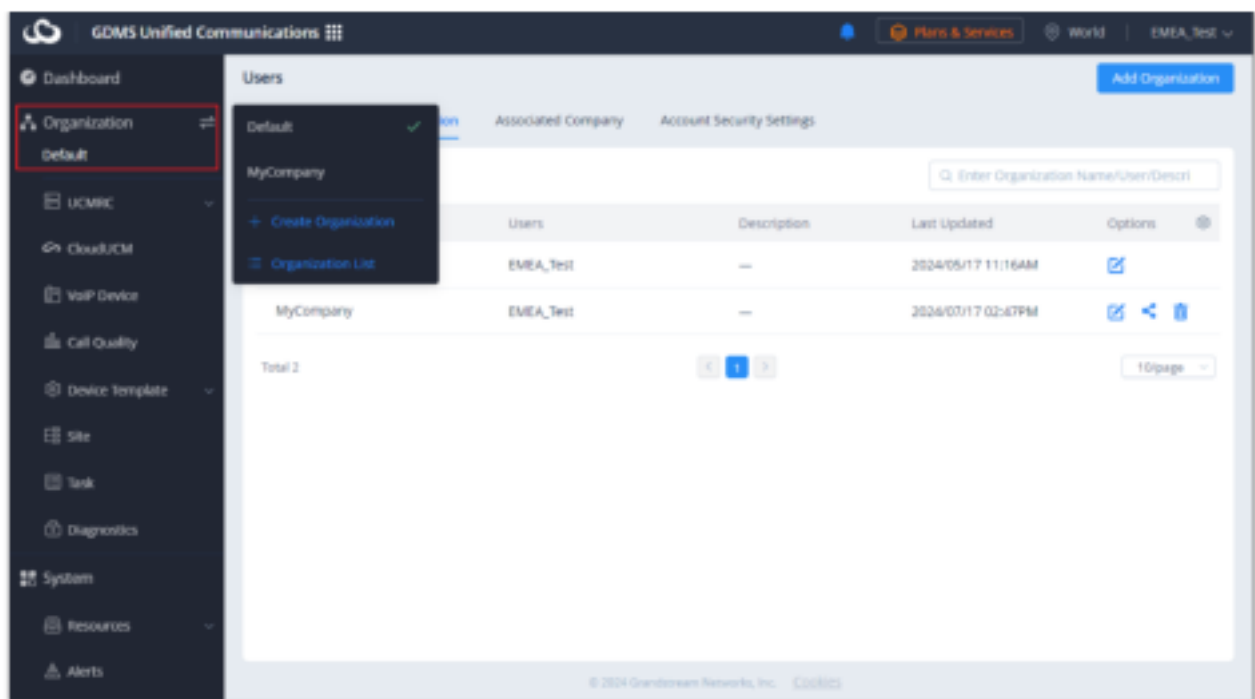 GDMS Unified Communications
Plans & Services
World
EMEA_Test
Dashboard
Organization
Default
UCMRC
CloudUCM
VoIP Device
Call Quality
Device Template
Site
Task
Diagnostics
System
Resources
Alerts
Users
Add Organization
Default
MyCompany
+ Create Organization
Organization List
on Associated Company Account Security Settings
Enter Organization Name/User/Descri
Users Description Last Updated Options
EMEA_Test — 2024/05/17 11:16AM
MyCompany EMEA_Test — 2024/07/17 02:47PM
Total 2 < 1 > 10/page
© 2024 Grandstream Networks, Inc. Cookies